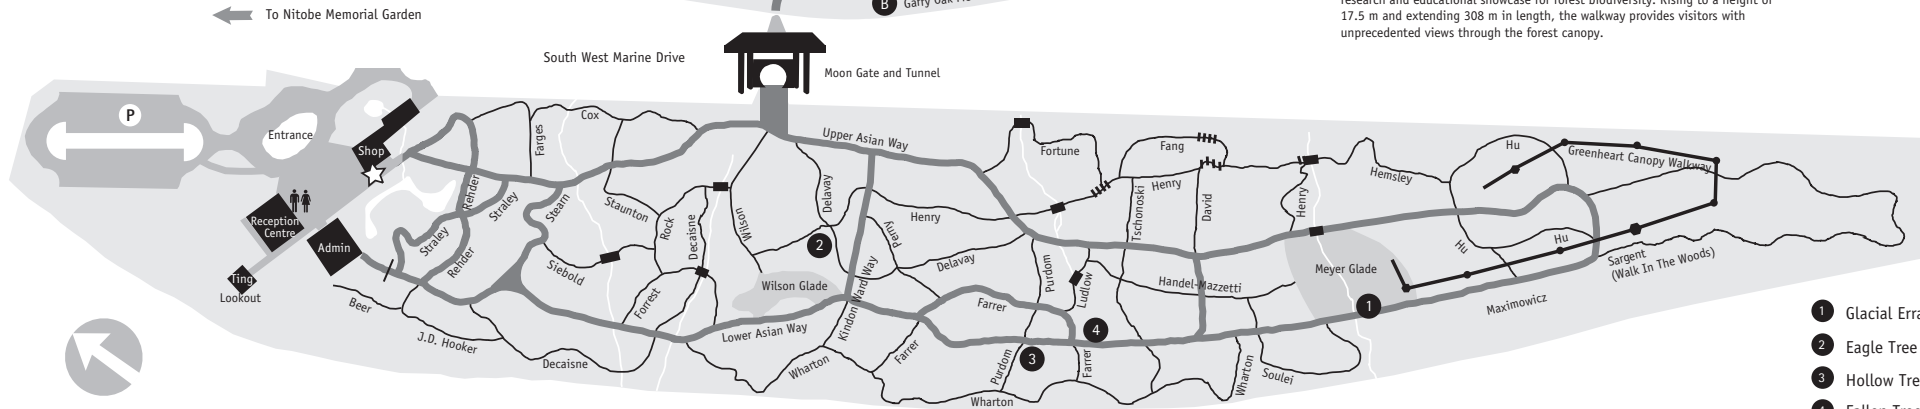 To Nitobe Memorial Garden
B
Garry Oak
research and educational showcase for forest biodiversity. Rising to a height of
17.5 m and extending 308 m in length, the walkway provides visitors with
unprecedented views through the forest canopy.
South West Marine Drive
Moon Gate and Tunnel
P
Entrance
Shop
Reception
Centre
Admin
Ting
Lookout
Cox
Farges
Upper Asian Way
Fortune
Fang
Hu
Greenheart Canopy Walkway
Hemsley
Rehder
Straley
Stearn
Staunton
Rock
Decaisne
Wilson
Delavay
Henry
Perny
Henry
Tschonoski
David
Henry
Straley
Rehder
Siebold
2
Delavay
Purdom
Ludlow
Handel-Mazzetti
Meyer Glade
Hu
Hu
Sargent
(Walk In The Woods)
Wilson Glade
Kindon Ward Way
Beer
J.D. Hooker
Forrest
Lower Asian Way
Decaisne
Wharton
Farrer
Farrer
Purdom
3
4
Farrer
Wharton
Wharton
Soulei
1
Maximowicz
1 Glacial Erra
2 Eagle Tree
3 Hollow Tre